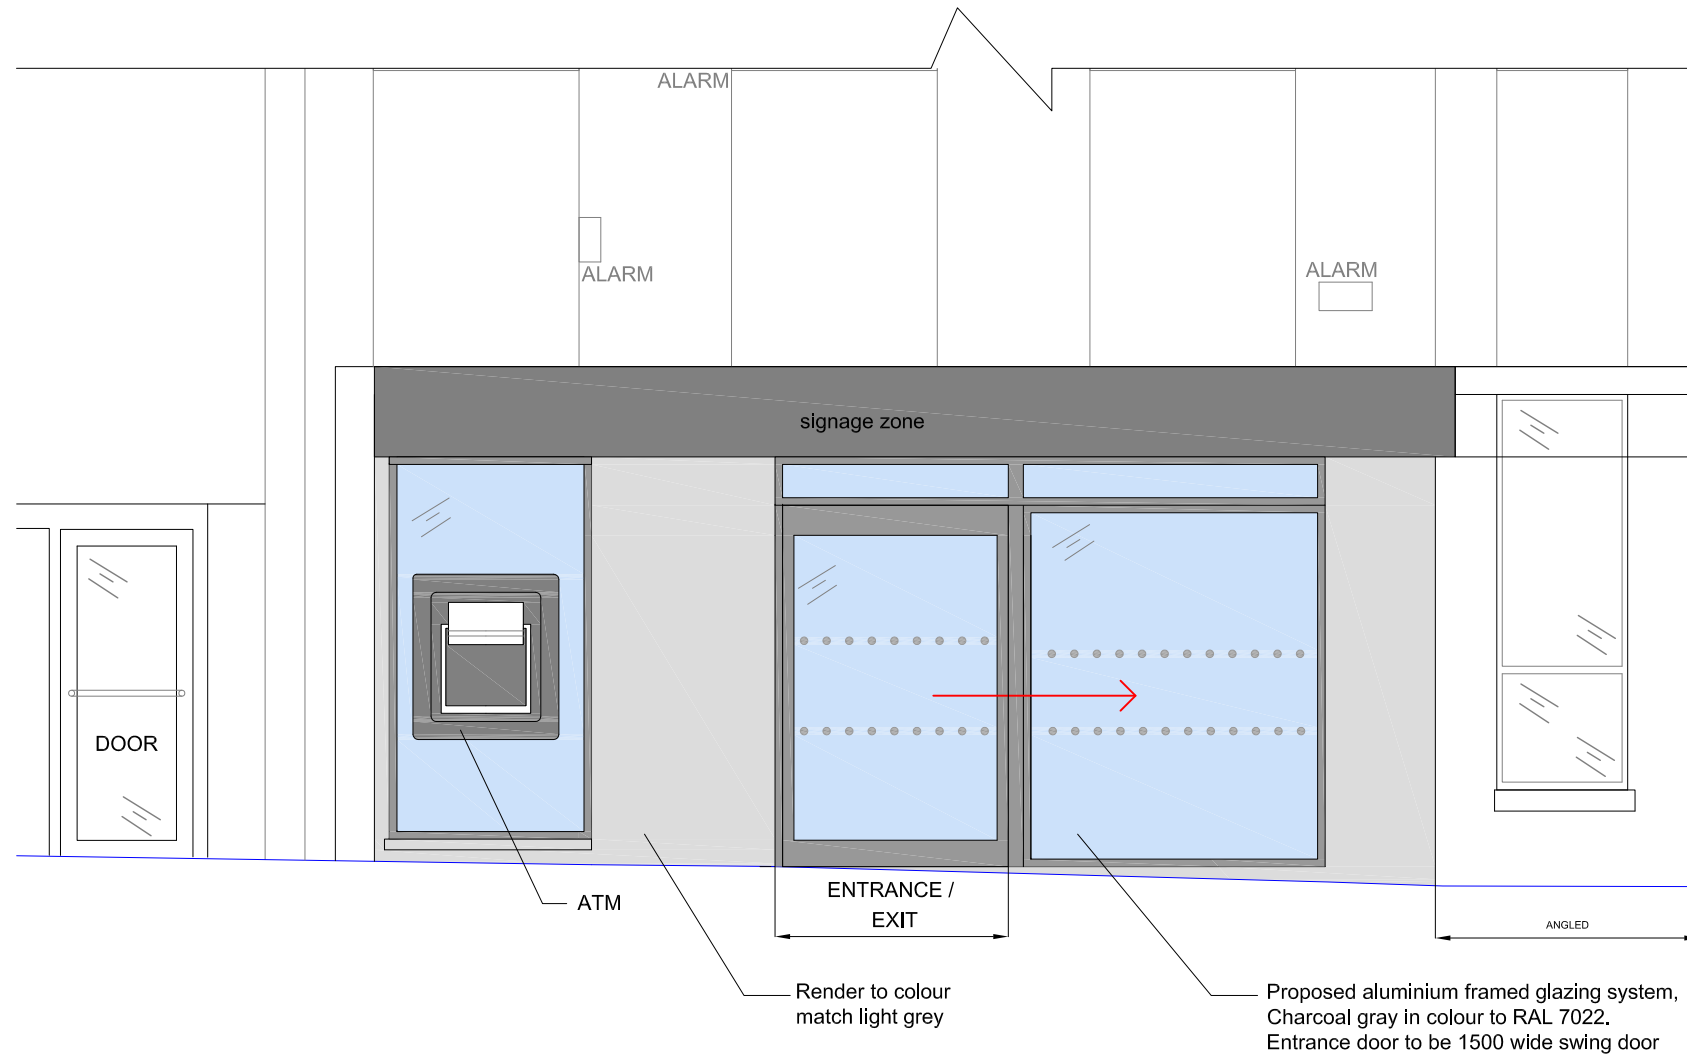 ALARM
ALARM
ALARM
signage zone
DOOR
ATM
ENTRANCE /
EXIT
ANGLED
Render to colour
match light grey
Proposed aluminium framed glazing system,
Charcoal gray in colour to RAL 7022.
Entrance door to be 1500 wide swing door